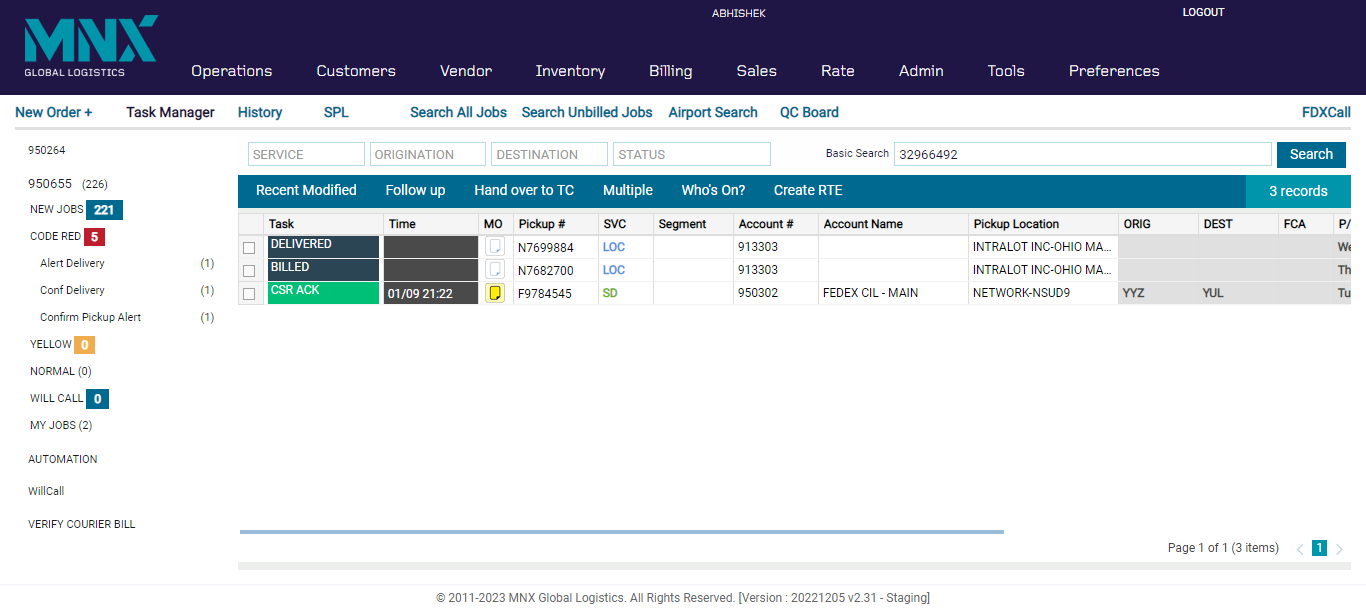 MNX
GLOBAL LOGISTICS
ABHISHEK
LOGOUT
Operations Customers Vendor Inventory Billing Sales Rate Admin Tools Preferences
New Order + Task Manager History SPL Search All Jobs Search Unbilled Jobs Airport Search QC Board FDXCall
950264
950655 (226)
NEW JOBS 221
CODE RED 5
Alert Delivery (1)
Conf Delivery (1)
Confirm Pickup Alert (1)
YELLOW 0
NORMAL (0)
WILL CALL 0
MY JOBS (2)
AUTOMATION
WillCall
VERIFY COURIER BILL
SERVICE ORIGINATION DESTINATION STATUS Basic Search 32966492 Search
Recent Modified Follow up Hand over to TC Multiple Who's On? Create RTE 3 records
Task Time MO Pickup # SVC Segment Account # Account Name Pickup Location ORIG DEST FCA P/
DELIVERED N7699884 LOC 913303 INTRALOT INC-OHIO MA... We
BILLED N7682700 LOC 913303 INTRALOT INC-OHIO MA... Th
CSR ACK 01/09 21:22 F9784545 SD 950302 FEDEX CIL - MAIN NETWORK-NSUD9 YYZ YUL Tu
Page 1 of 1 (3 items) 1
© 2011-2023 MNX Global Logistics. All Rights Reserved. [Version : 20221205 v2.31 - Staging]